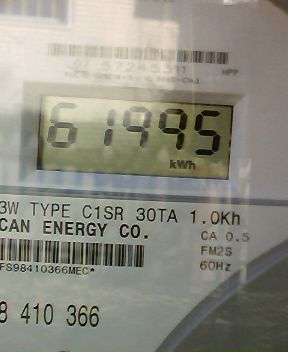 61995
kWh
3W TYPE C1SR 30TA 1.0Kh
CAN ENERGY CO. CA 0.5
FM2S
FS98410366MEC* 60Hz
8 410 366